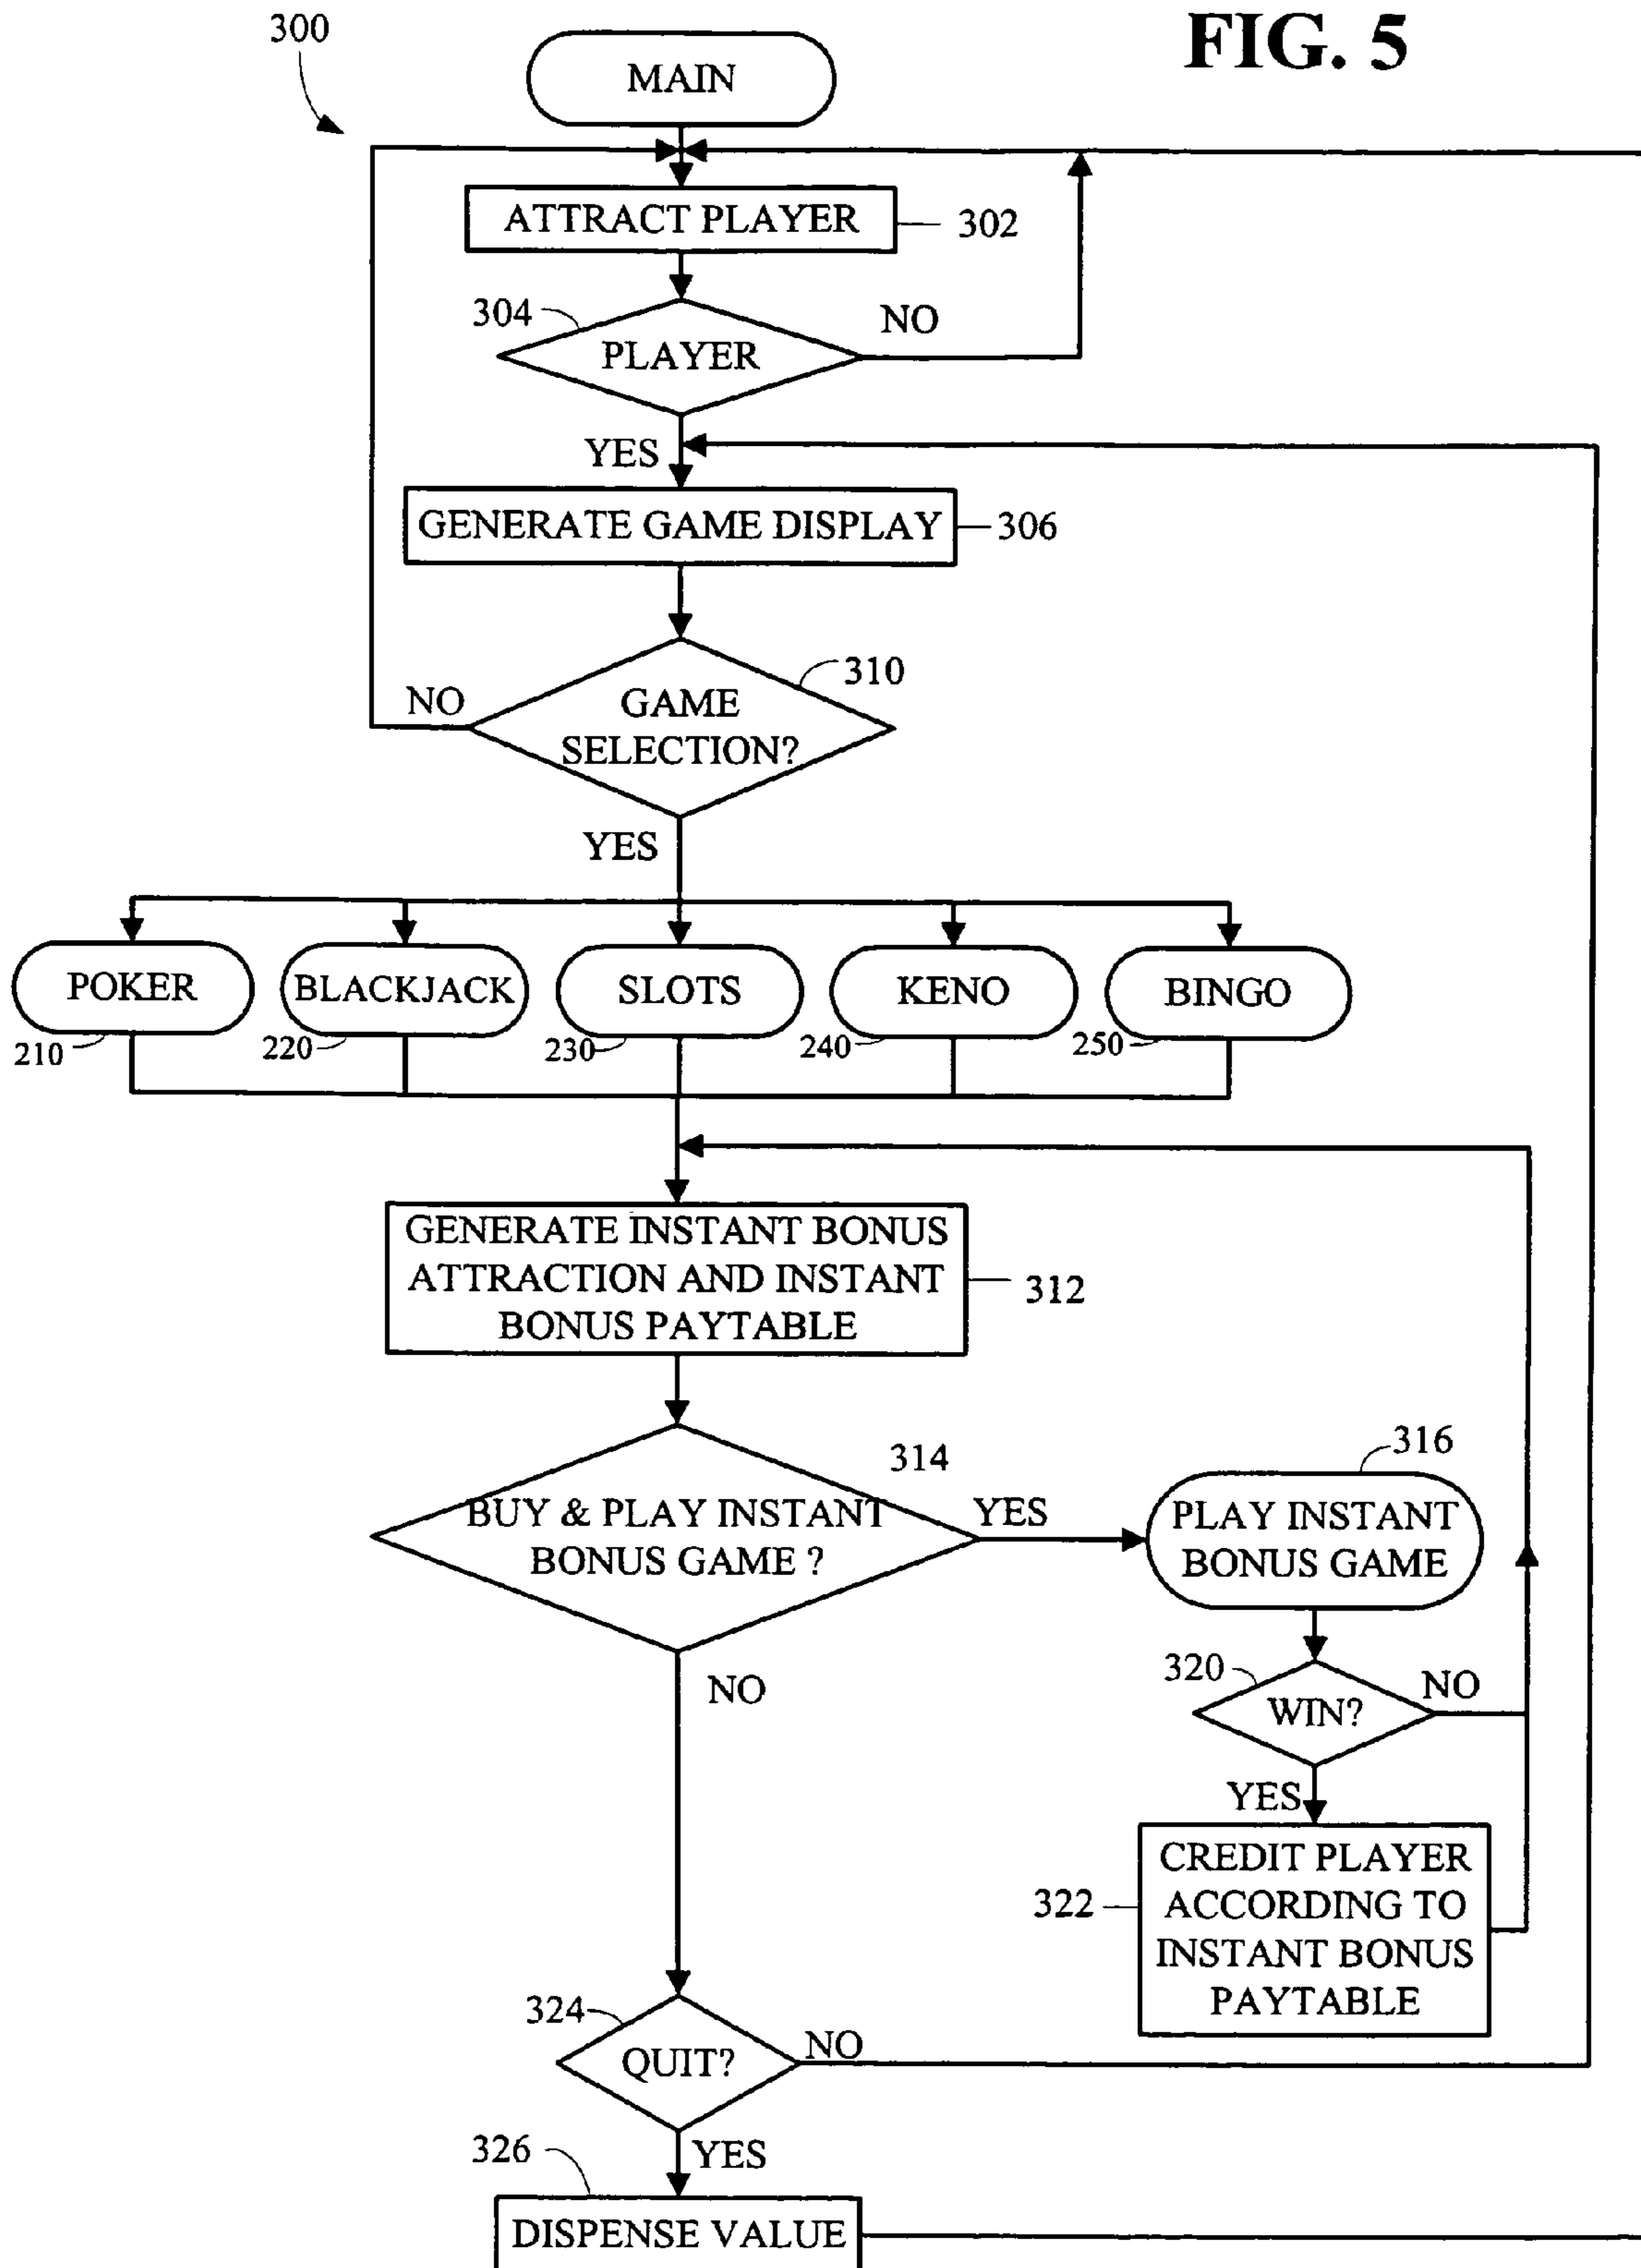 FIG. 5
300
MAIN
ATTRACT PLAYER
302
304
PLAYER
NO
YES
GENERATE GAME DISPLAY
306
310
GAME
SELECTION?
NO
YES
POKER
BLACKJACK
SLOTS
KENO
BINGO
210
220
230
240
250
GENERATE INSTANT BONUS
ATTRACTION AND INSTANT
BONUS PAYTABLE
312
314
BUY & PLAY INSTANT
BONUS GAME ?
YES
316
PLAY INSTANT
BONUS GAME
NO
320
WIN?
NO
YES
322
CREDIT PLAYER
ACCORDING TO
INSTANT BONUS
PAYTABLE
324
QUIT?
NO
326
YES
DISPENSE VALUE